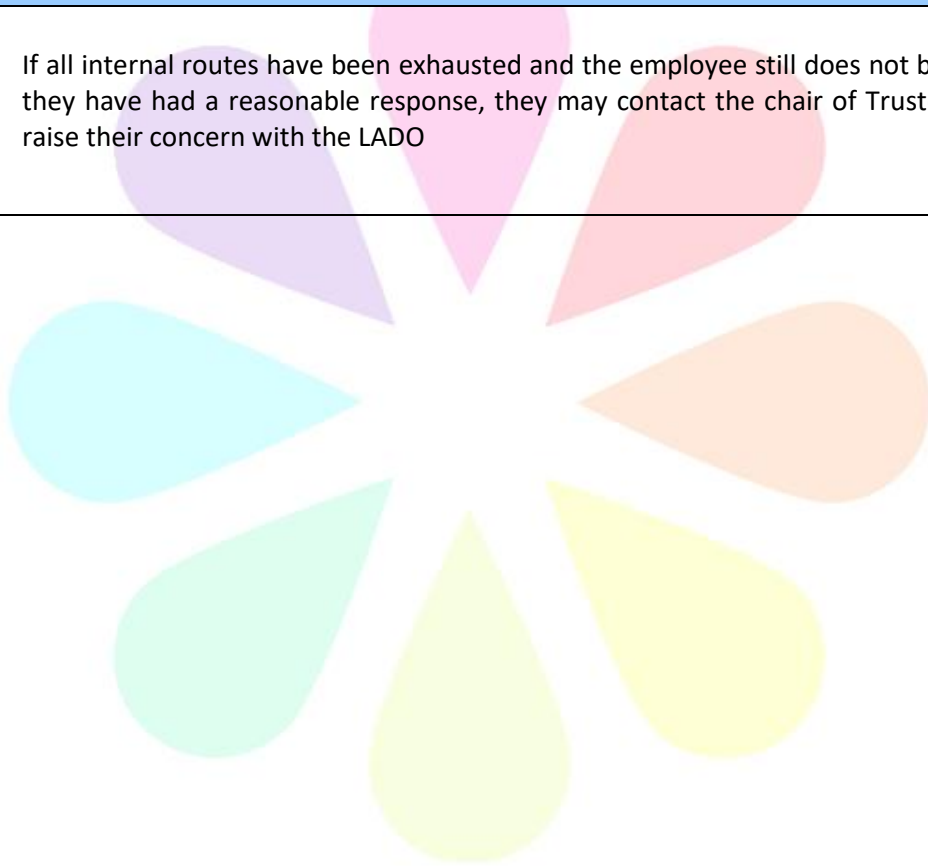 If all internal routes have been exhausted and the employee still does not
they have had a reasonable response, they may contact the chair of
raise their concern with the LADO